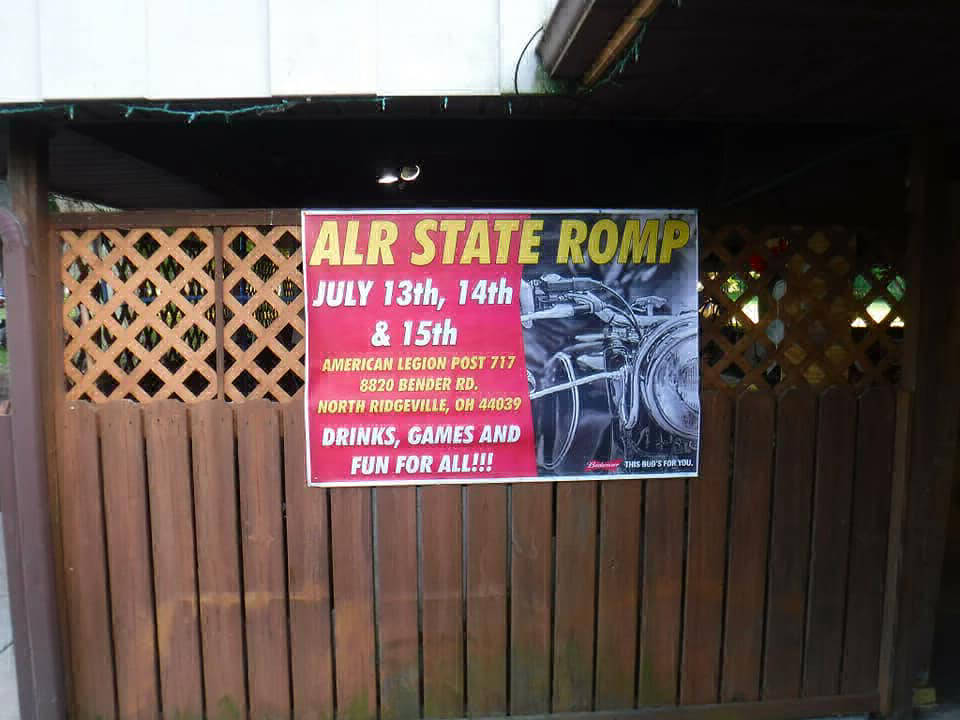 ALR STATE ROMP
JULY 13th, 14th
& 15th
AMERICAN LEGION POST 717
8820 BENDER RD.
NORTH RIDGEVILLE, OH 44039
DRINKS, GAMES AND
FUN FOR ALL!!!
Budweiser THIS BUD'S FOR YOU.